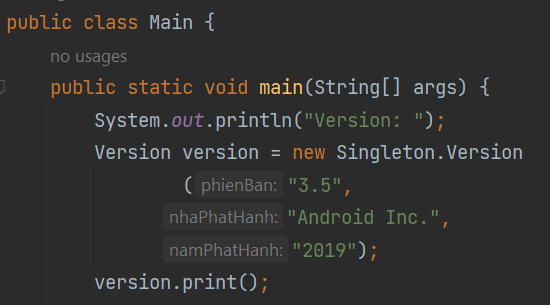 public class Main {
no usages
public static void main(String[] args) {
System.out.println("Version: ");
Version version = new Singleton.Version
( phienBan: "3.5",
nhaPhatHanh: "Android Inc.",
namPhatHanh: "2019");
version.print();